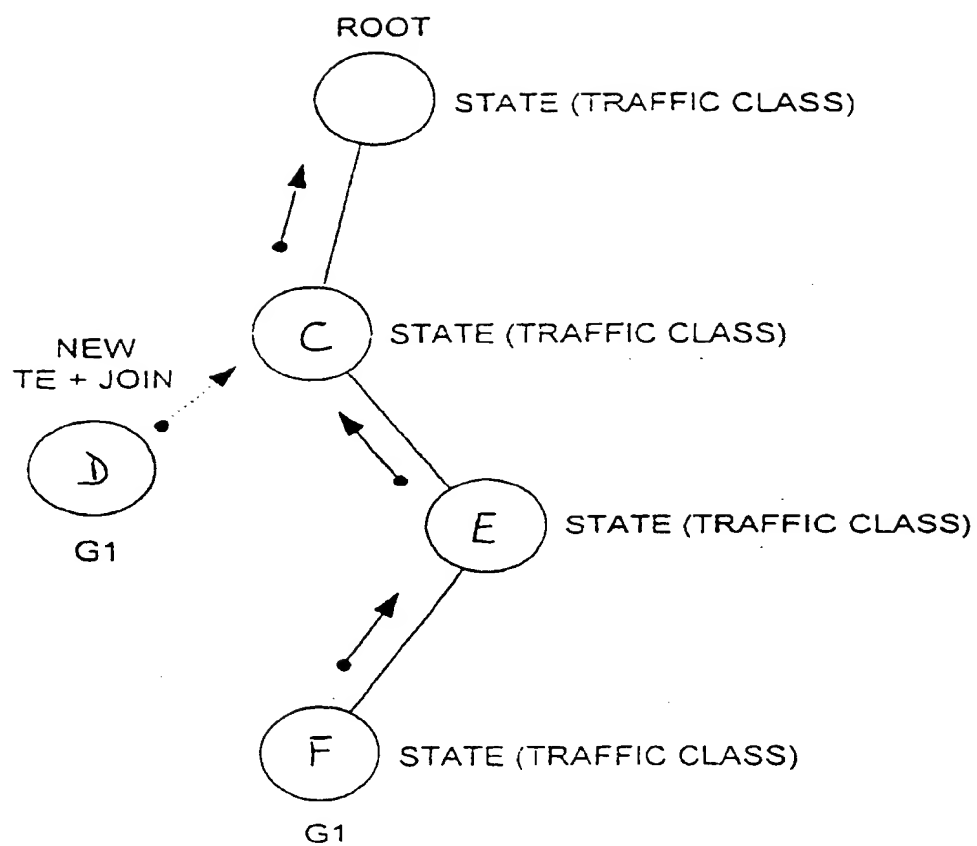 ROOT
STATE (TRAFFIC CLASS)
C
STATE (TRAFFIC CLASS)
NEW
TE + JOIN
D
G1
E
STATE (TRAFFIC CLASS)
F
STATE (TRAFFIC CLASS)
G1